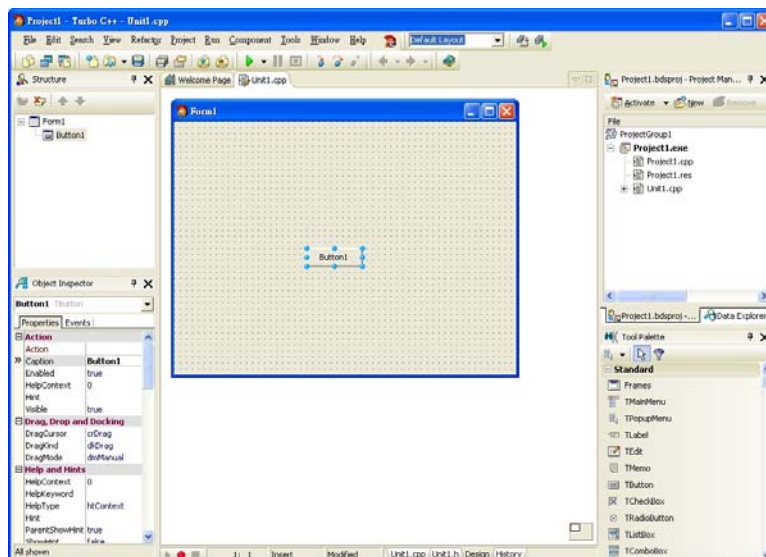 Project1 - Turbo C++ - Unit1.cpp
File Edit Search View Refactor Project Run Component Tools Window Help Default Layout
Structure
Form1
Button1
Welcome Page Unit1.cpp
Form1
Button1
Project1.bdsproj - Project Man...
Activate New Remove
File
ProjectGroup1
Project1.exe
Project1.cpp
Project1.res
Unit1.cpp
Project1.bdsproj -... Data Explorer
Object Inspector
Button1 TButton
Properties Events
Action
Action
Caption Button1
Enabled true
HelpContext 0
Hint
Visible true
Drag, Drop and Docking
DragCursor crDrag
DragKind dkDrag
DragMode dmManual
Help and Hints
HelpContext 0
HelpKeyword
HelpType htContext
Hint
ParentShowHint true
ShowHint False
All shown
Tool Palette
Standard
Frames
TMainMenu
TPopupMenu
TLabel
TEdit
TMemo
TButton
TCheckBox
TRadioButton
TListBox
TComboBox
1: 1 Insert Modified Unit1.cpp Unit1.h Design History